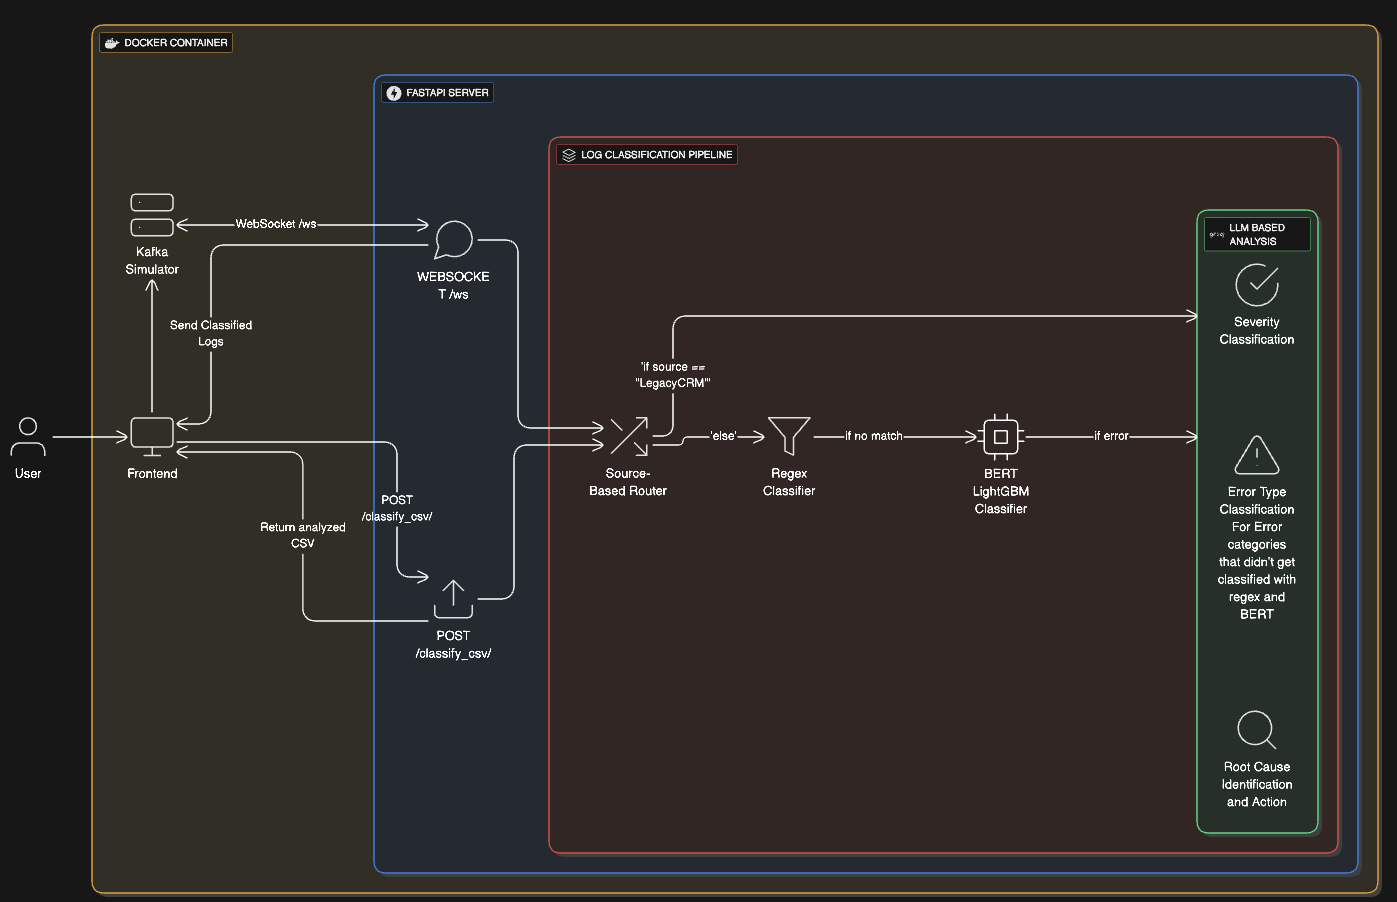 DOCKER CONTAINER
FASTAPI SERVER
LOG CLASSIFICATION PIPELINE
groq
LLM BASED
ANALYSIS
WebSocket /ws
Kafka
Simulator
WEBSOCKE
T /ws
Send Classified
Logs
Severity
Classification
'if source ==
"LegacyCRM"'
'else'
if no match
if error
User
Frontend
Source-
Based Router
Regex
Classifier
BERT
LightGBM
Classifier
POST
/classify_csv/
Return analyzed
CSV
Error Type
Classification
For Error
categories
that didn't get
classified with
regex and
BERT
POST
/classify_csv/
Root Cause
Identification
and Action